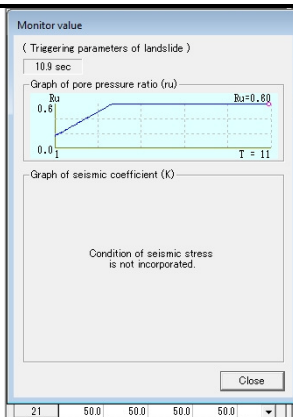 Monitor value
( Triggering parameters of landslide )
10.9 sec
Graph of pore pressure ratio (ru)
Ru
0.6
Ru=0.60
0.0
1
T = 11
Graph of seismic coefficient (K)
Condition of seismic stress
is not incorporated.
Close
21 50.0 50.0 50.0 50.0